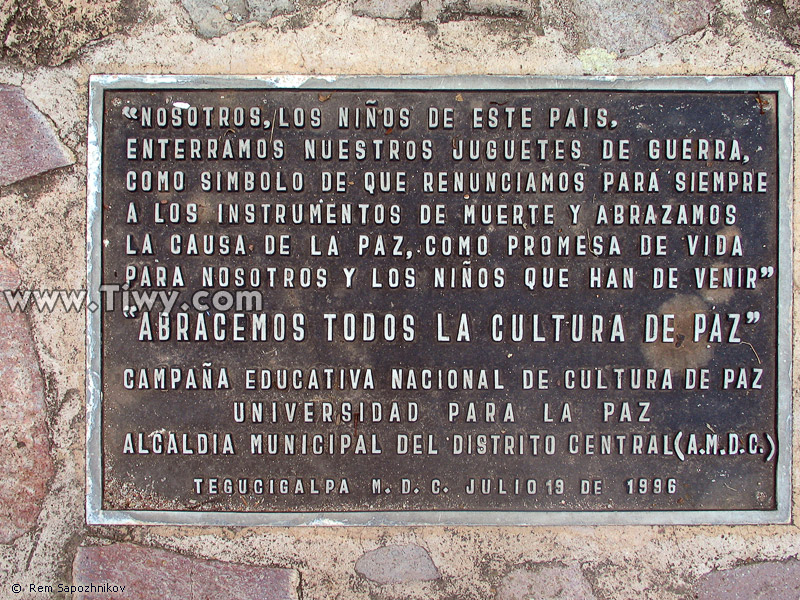 "NOSOTROS, LOS NIÑOS DE ESTE PAIS,
ENTERRAMOS NUESTROS JUGUETES DE GUERRA,
COMO SIMBOLO DE QUE RENUNCIAMOS PARA SIEMPRE
A LOS INSTRUMENTOS DE MUERTE Y ABRAZAMOS
LA CAUSA DE LA PAZ, COMO PROMESA DE VIDA
PARA NOSOTROS Y LOS NIÑOS QUE HAN DE VENIR"
www.Tiwy.com
"ABRACEMOS TODOS LA CULTURA DE PAZ"
CAMPAÑA EDUCATIVA NACIONAL DE CULTURA DE PAZ
UNIVERSIDAD PARA LA PAZ
ALCALDIA MUNICIPAL DEL DISTRITO CENTRAL (A.M.D.C.)
TEGUCIGALPA M. D. C. JULIO 19 DE 1996
© Rem Sapozhnikov